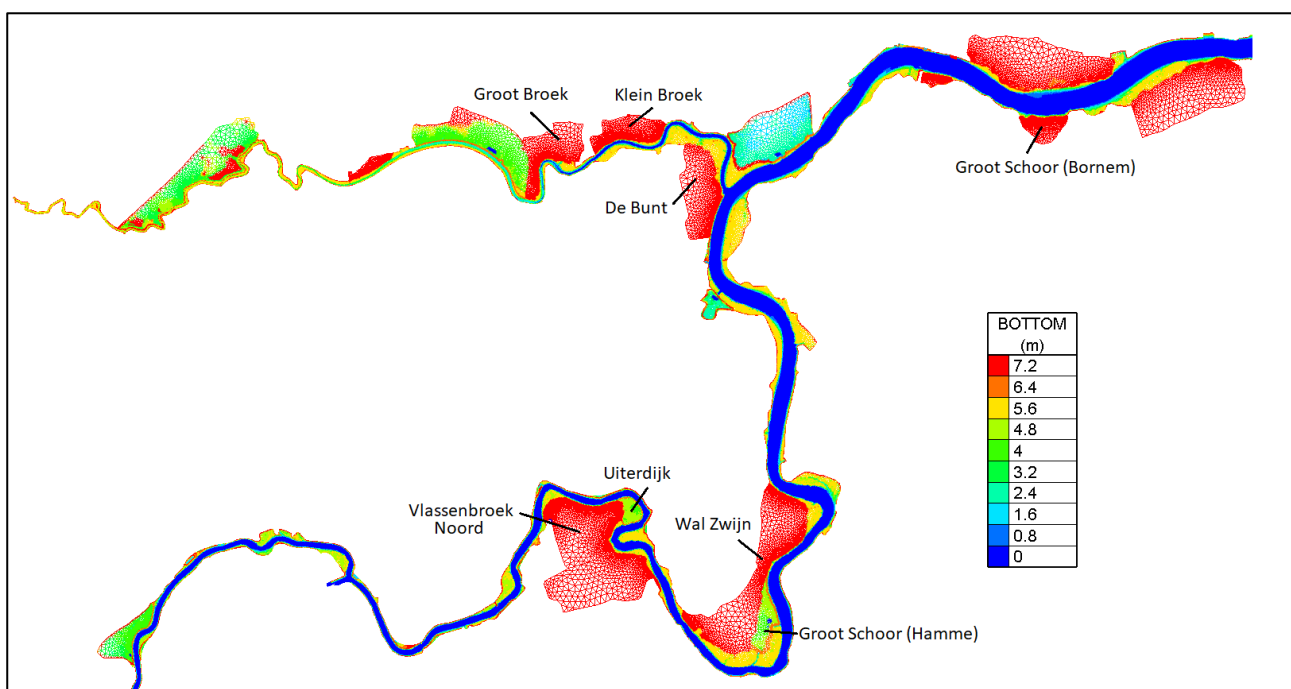 Groot Broek
Klein Broek
Groot Schoor (Bornem)
De Bunt
BOTTOM
(m)
7.2
6.4
5.6
4.8
4
3.2
2.4
1.6
0.8
0
Uiterdijk
Vlassenbroek
Noord
Wal Zwijn
Groot Schoor (Hamme)